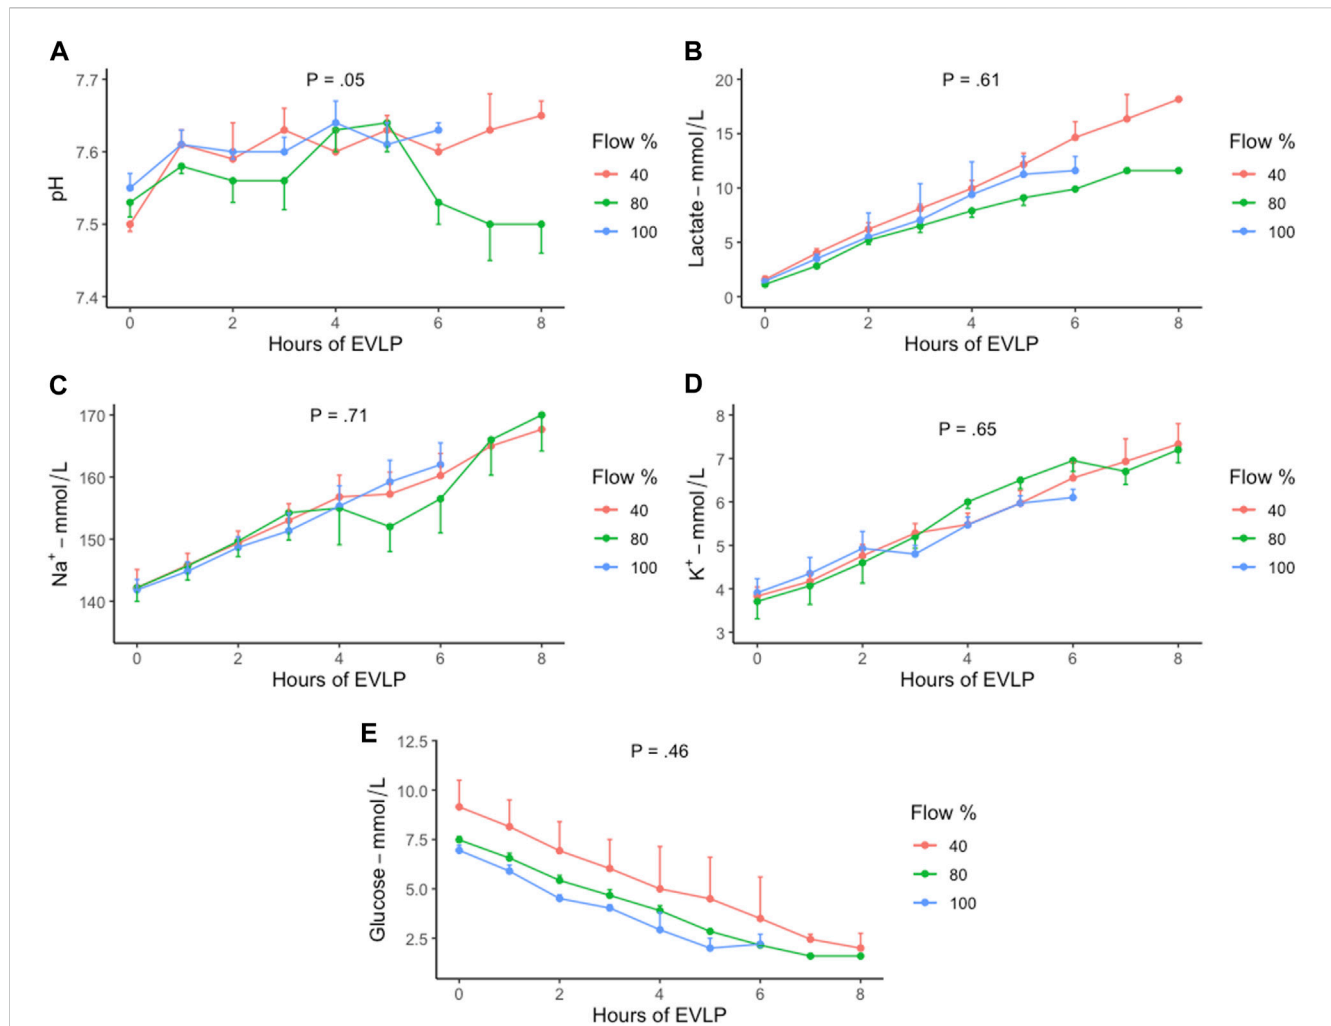 A
P = .05
pH
7.7
7.6
7.5
7.4
0 2 4 6 8
Hours of EVLP
Flow %
40
80
100
B
P = .61
Lactate – mmol/L
20
15
10
5
0
0 2 4 6 8
Hours of EVLP
Flow %
40
80
100
C
P = .71
Na⁺ – mmol/L
170
160
150
140
0 2 4 6 8
Hours of EVLP
Flow %
40
80
100
D
P = .65
K⁺ – mmol/L
8
7
6
5
4
3
0 2 4 6 8
Hours of EVLP
Flow %
40
80
100
E
P = .46
Glucose – mmol/L
12.5
10.0
7.5
5.0
2.5
0 2 4 6 8
Hours of EVLP
Flow %
40
80
100